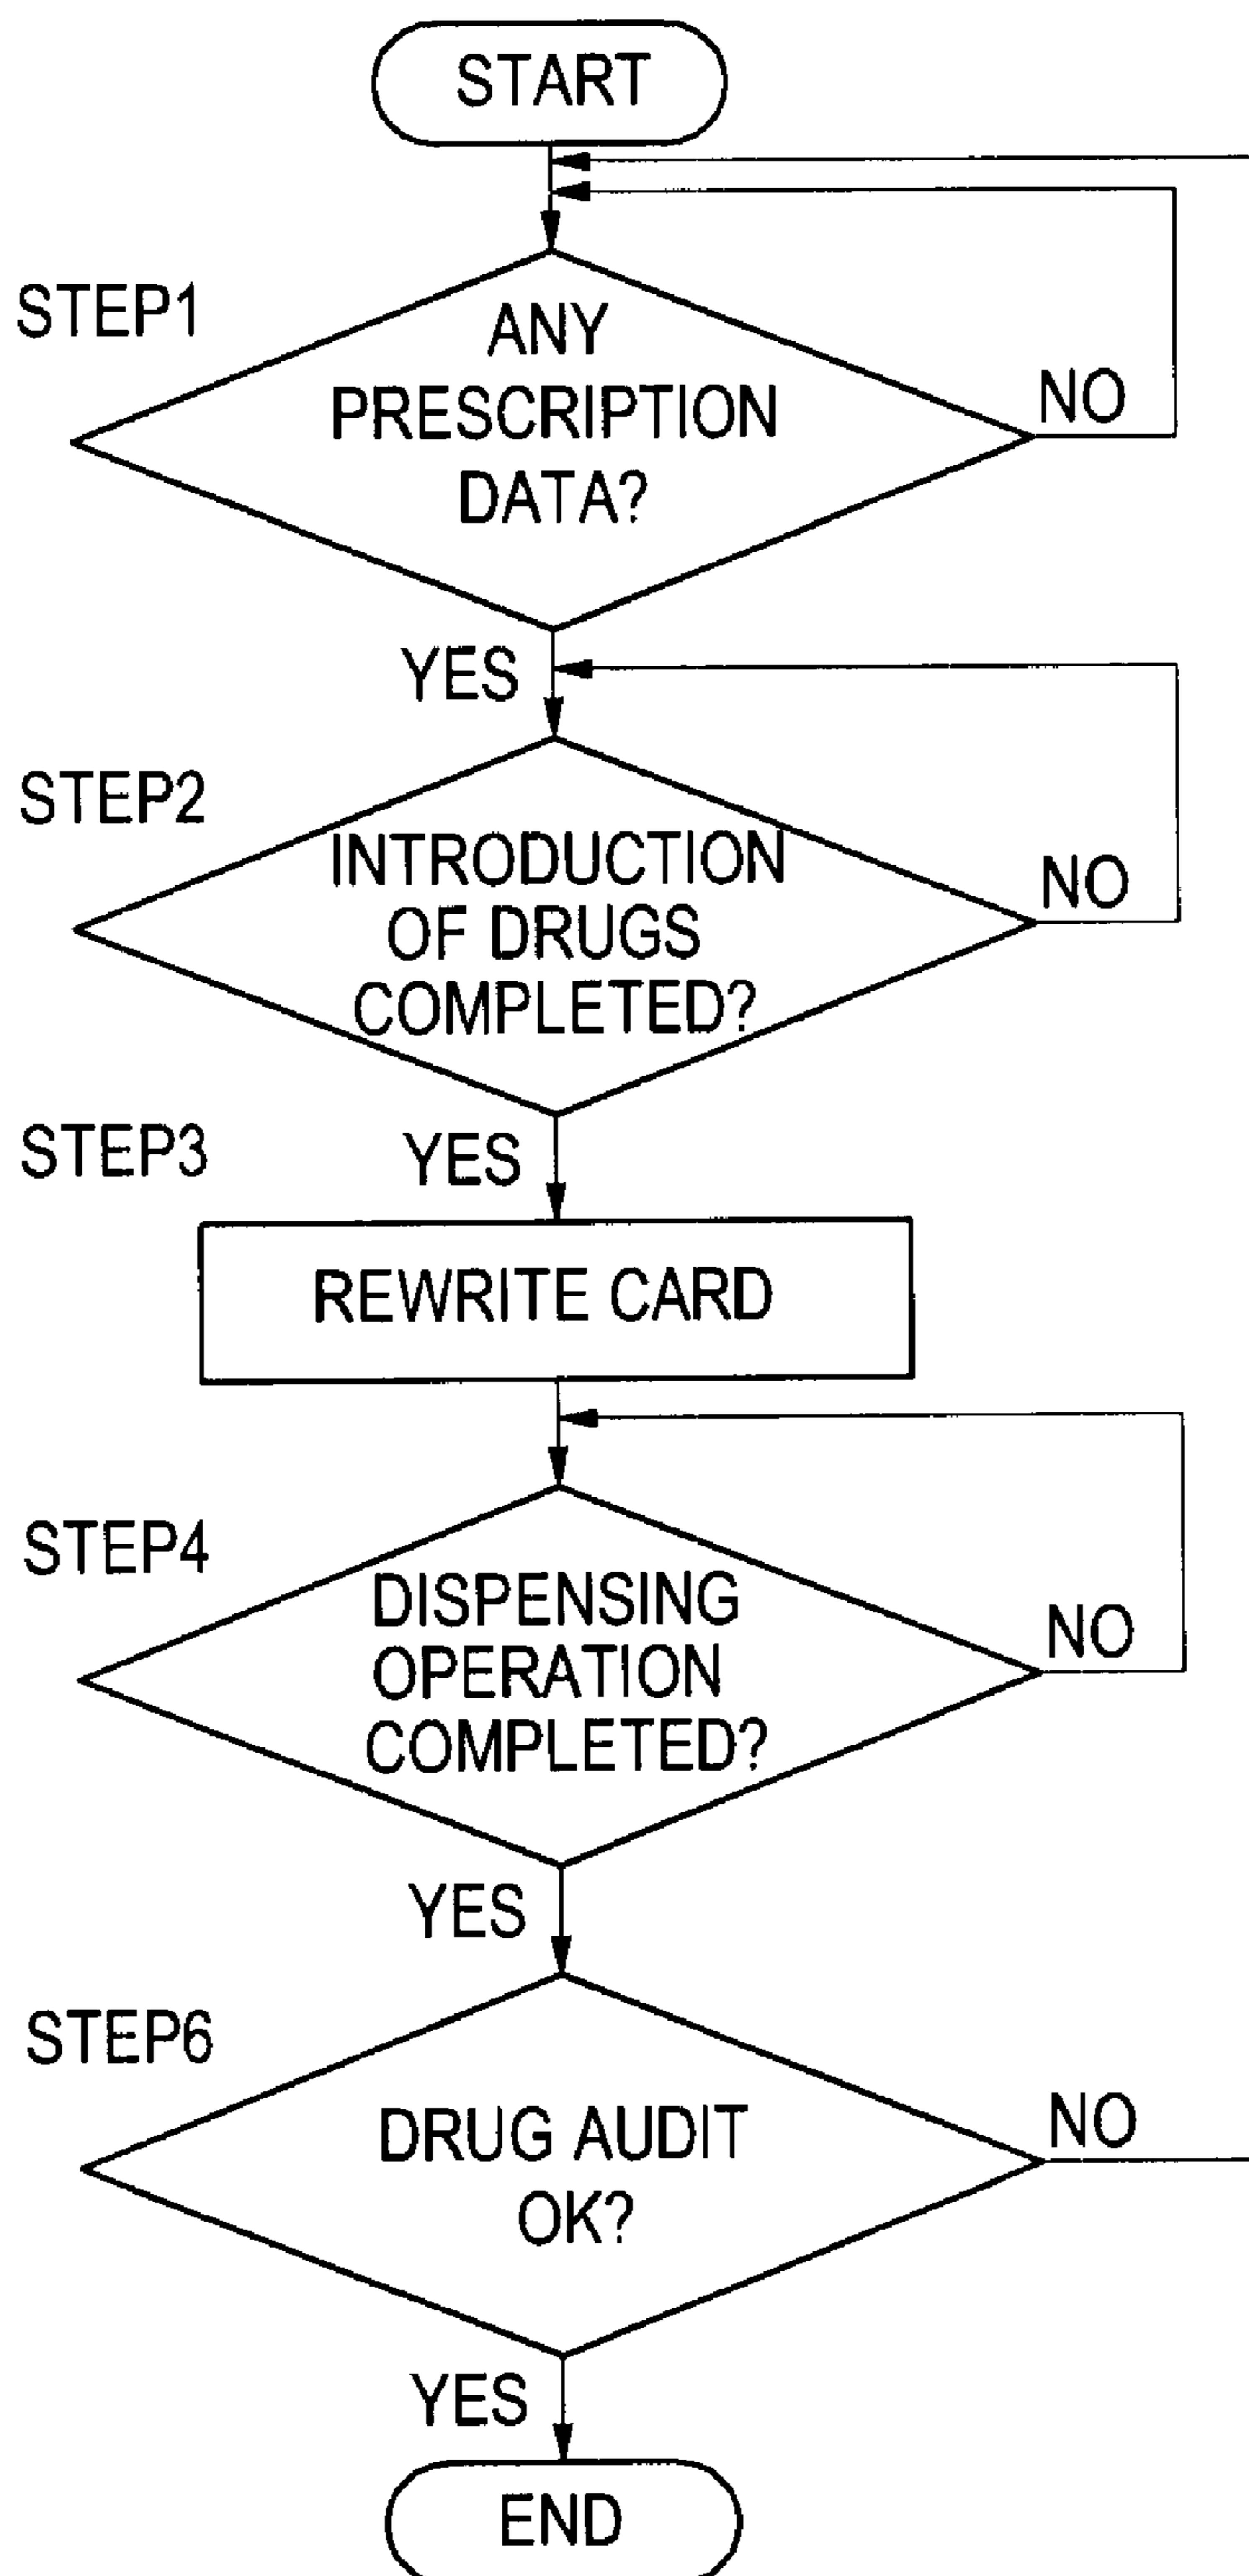 START
STEP1
ANY
PRESCRIPTION
DATA?
NO
YES
STEP2
INTRODUCTION
OF DRUGS
COMPLETED?
NO
STEP3
YES
REWRITE CARD
STEP4
DISPENSING
OPERATION
COMPLETED?
NO
YES
STEP6
DRUG AUDIT
OK?
NO
YES
END